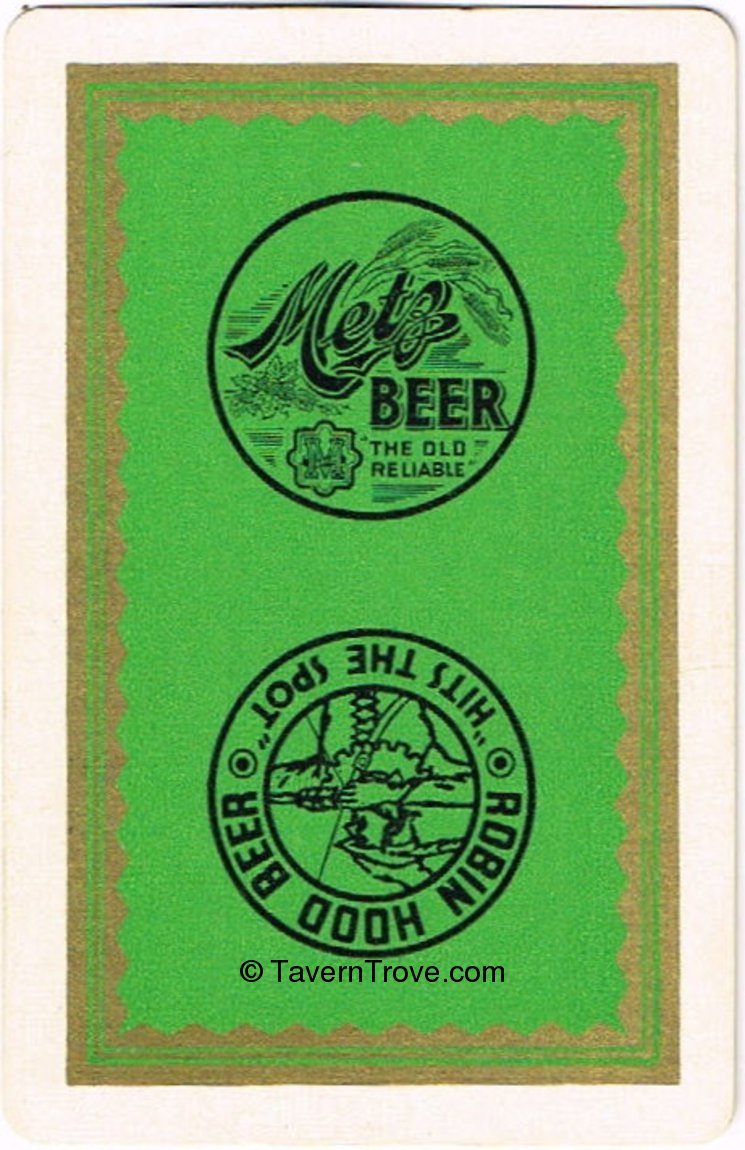 Metz
BEER
"THE OLD
RELIABLE"
M
ROBIN HOOD BEER
"HITS THE SPOT"
© TavernTrove.com